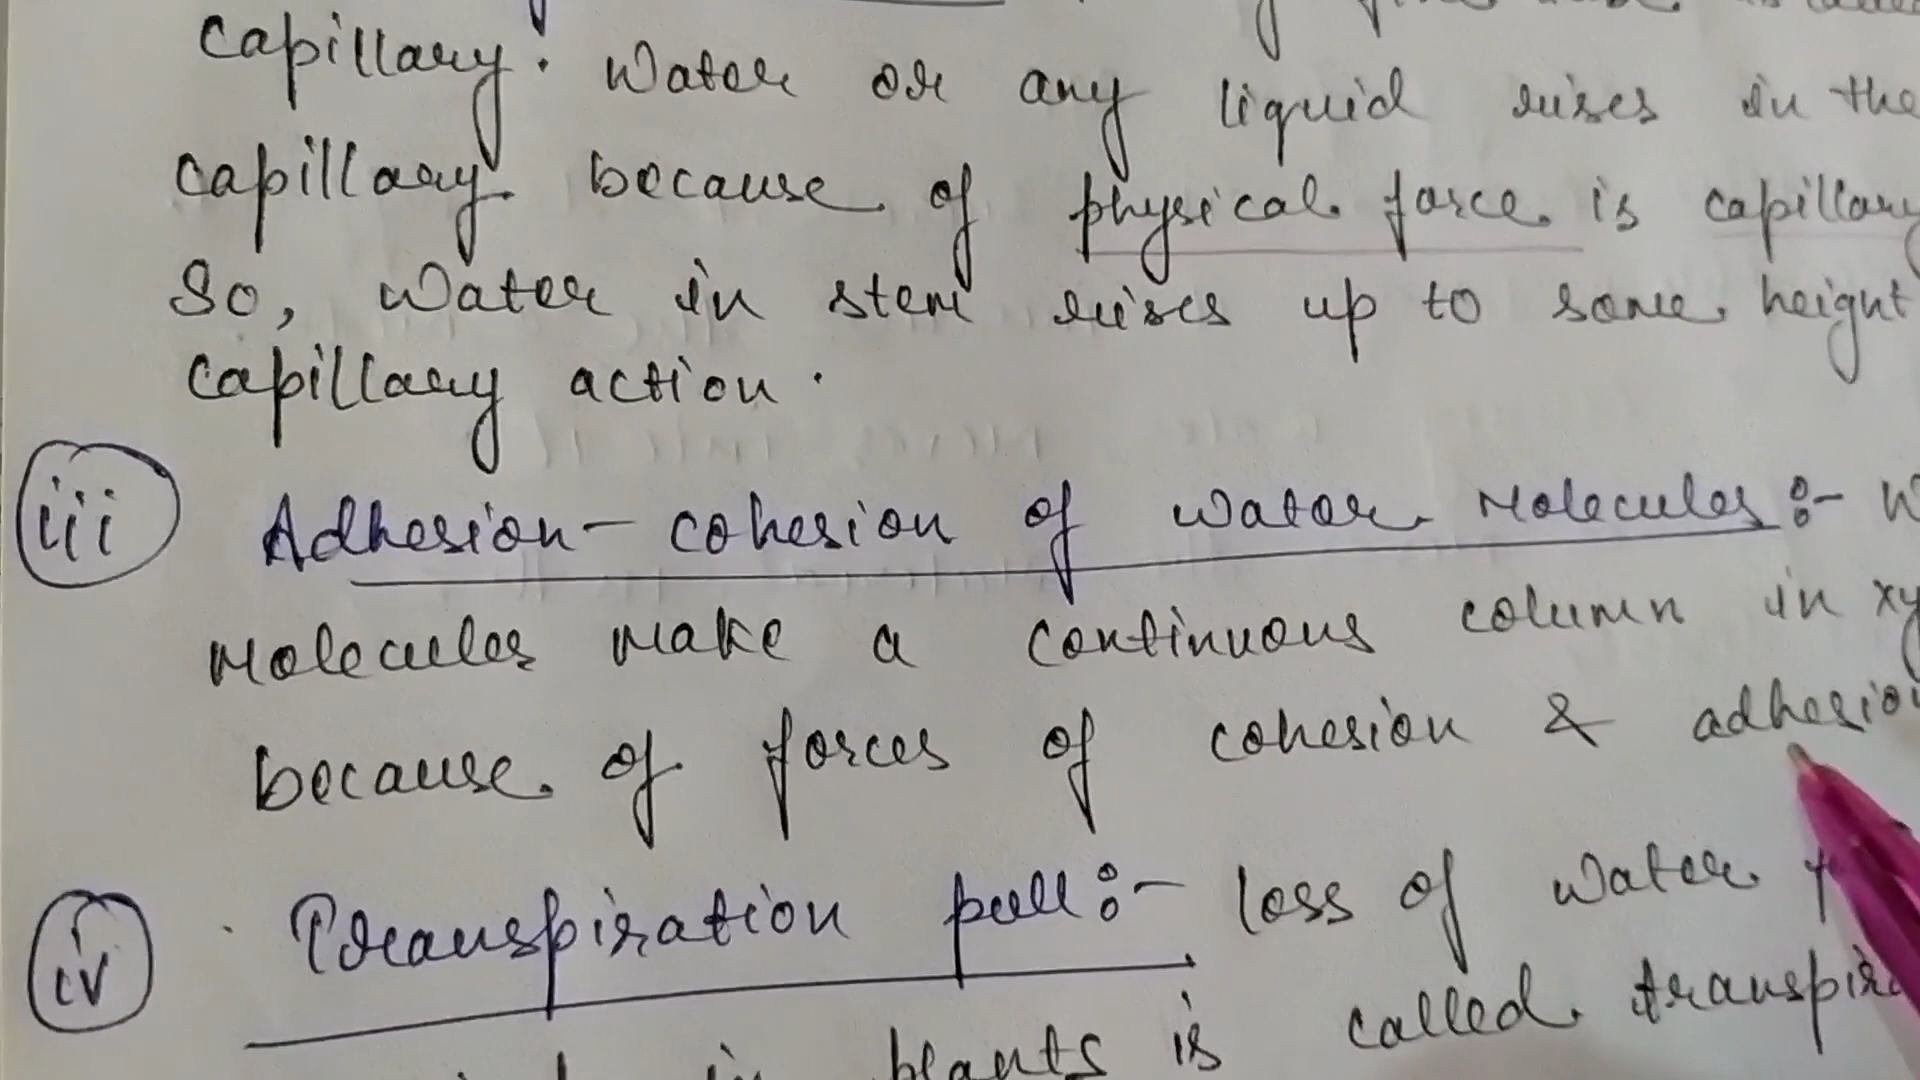 capillary. Water or any liquid rises in the
capillary because of physical force is capillary
So, water in stem rises up to some height
capillary action.
iii Adhesion-cohesion of water Molecules :-
Molecules make a continuous column in
because of forces of cohesion &
iv Transpiration pull :- loss of water
in plants is called